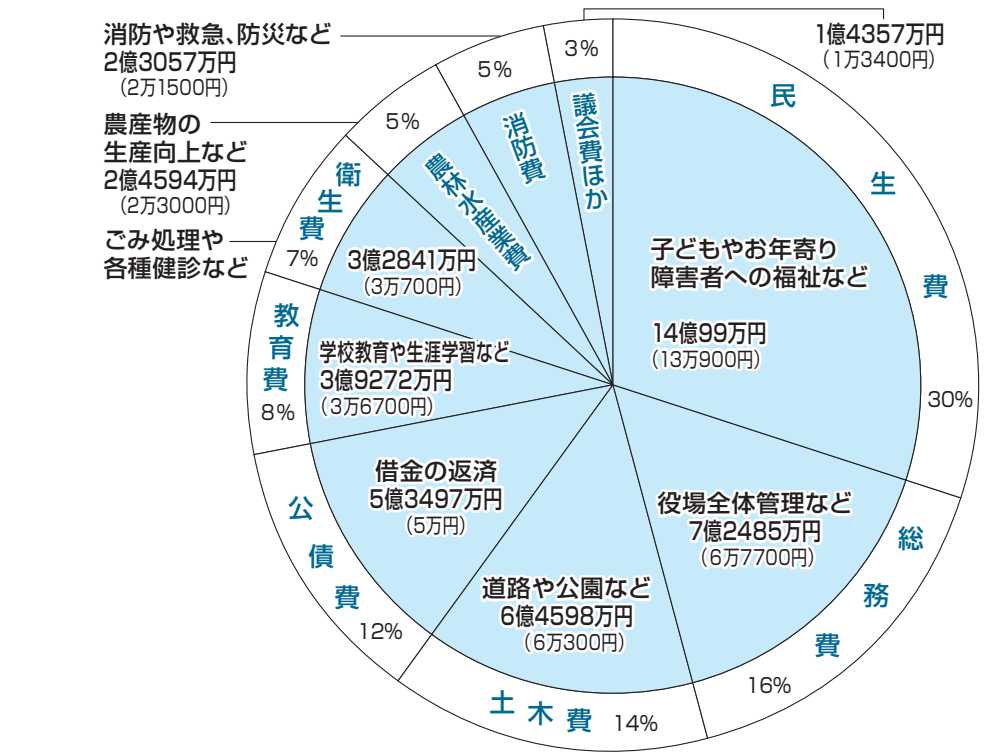 消防や救急、防災など
2億3057万円
（2万1500円）
農産物の
生産向上など
2億4594万円
（2万3000円）
ごみ処理や
各種健診など
1億4357万円
（1万3400円）
民生費
30%
子どもやお年寄り
障害者への福祉など
14億99万円
（13万900円）
総務費
16%
役場全体管理など
7億2485万円
（6万7700円）
土木費
14%
道路や公園など
6億4598万円
（6万300円）
公債費
12%
借金の返済
5億3497万円
（5万円）
教育費
8%
学校教育や生涯学習など
3億9272万円
（3万6700円）
衛生費
7%
3億2841万円
（3万700円）
5%
農林水産業費
5%
消防費
3%
議会費ほか